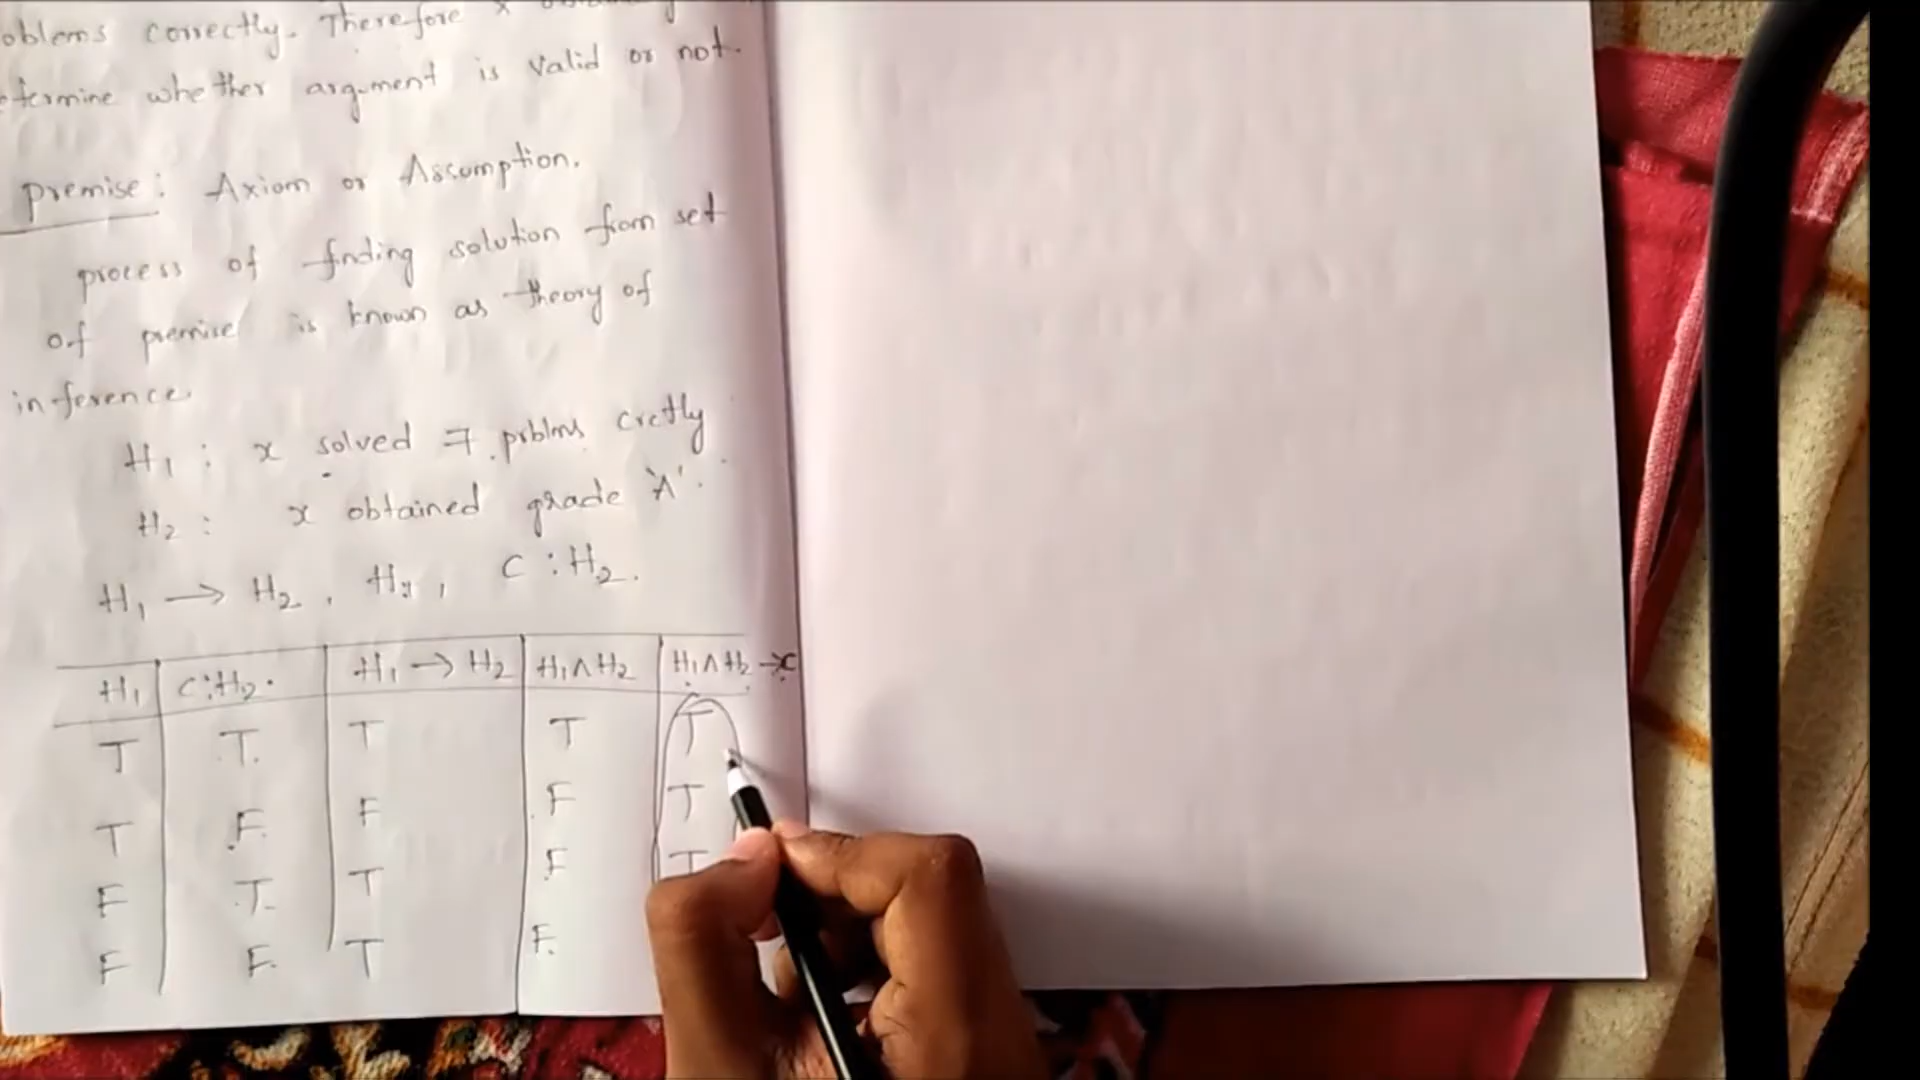 oblems correctly. Therefore x
etermine whether argument is valid or not.
premise: Axiom or Assumption.
process of finding solution from set
of premise is known as theory of
inference.
H1 : x solved 7 prblms crctly
H2 : x obtained grade 'A'.
H1 → H2 , H1 , C : H2.
H1 C:H2. H1 → H2 H1∧H2 H1∧H2 → C
T T. T T T
T F. F F T
F T. T F T
F F. T F.